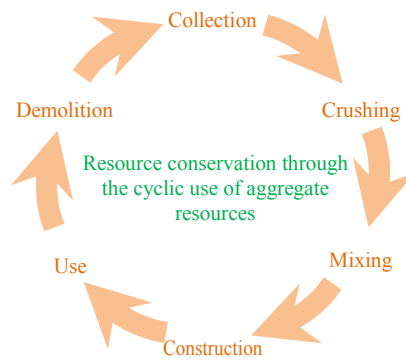 Collection
Crushing
Mixing
Construction
Use
Demolition
Resource conservation through
the cyclic use of aggregate
resources